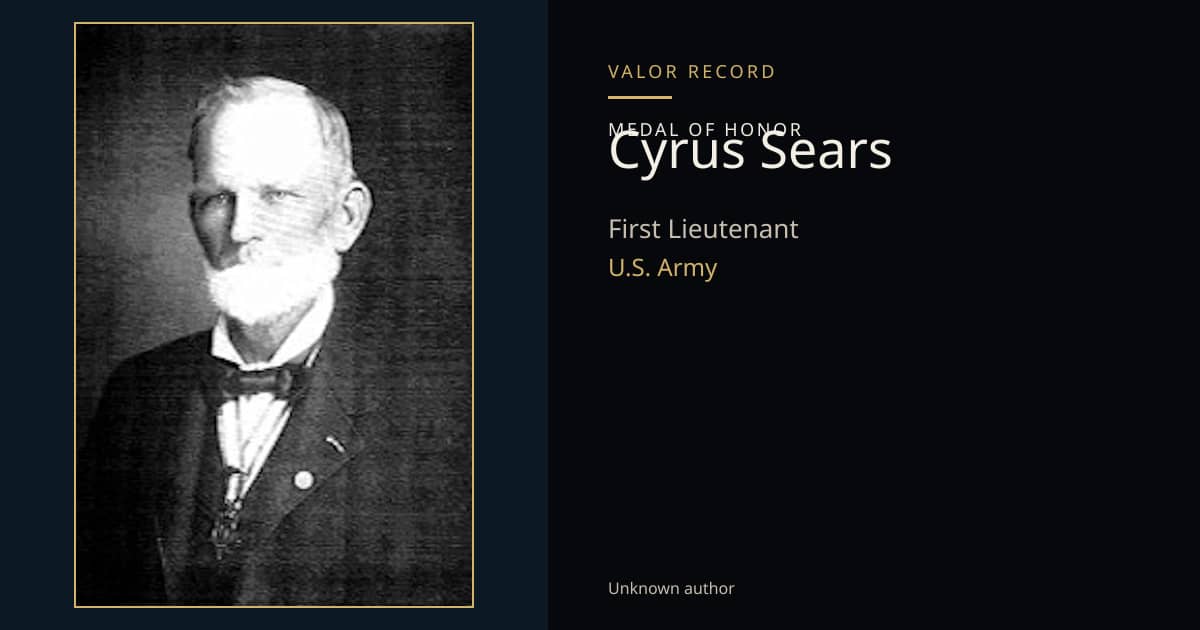 VALOR RECORD
MEDAL OF HONOR
Cyrus Sears
First Lieutenant
U.S. Army
Unknown author